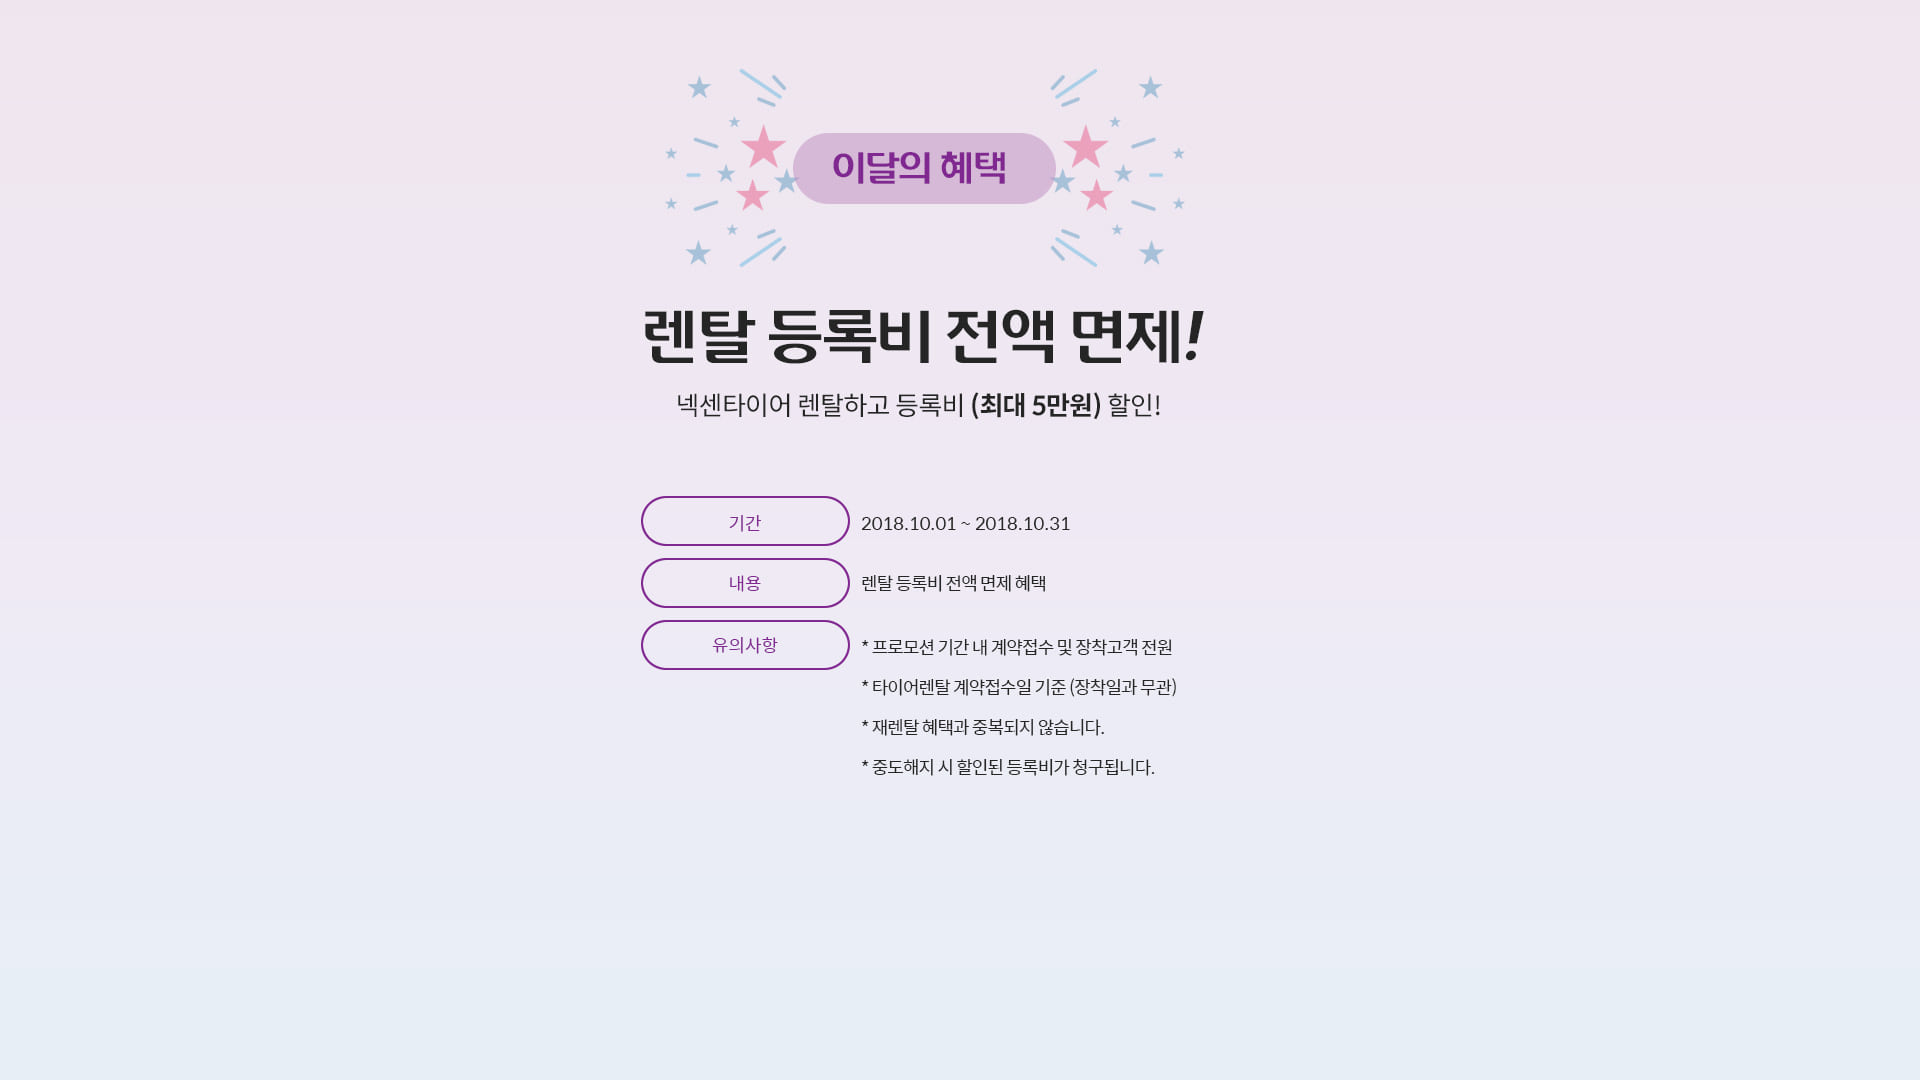 이달의 혜택
렌탈 등록비 전액 면제!
넥센타이어 렌탈하고 등록비 (최대 5만원) 할인!
기간 2018.10.01 ~ 2018.10.31
내용 렌탈 등록비 전액 면제 혜택
유의사항 * 프로모션 기간 내 계약접수 및 장착고객 전원
* 타이어렌탈 계약접수일 기준 (장착일과 무관)
* 재렌탈 혜택과 중복되지 않습니다.
* 중도해지 시 할인된 등록비가 청구됩니다.